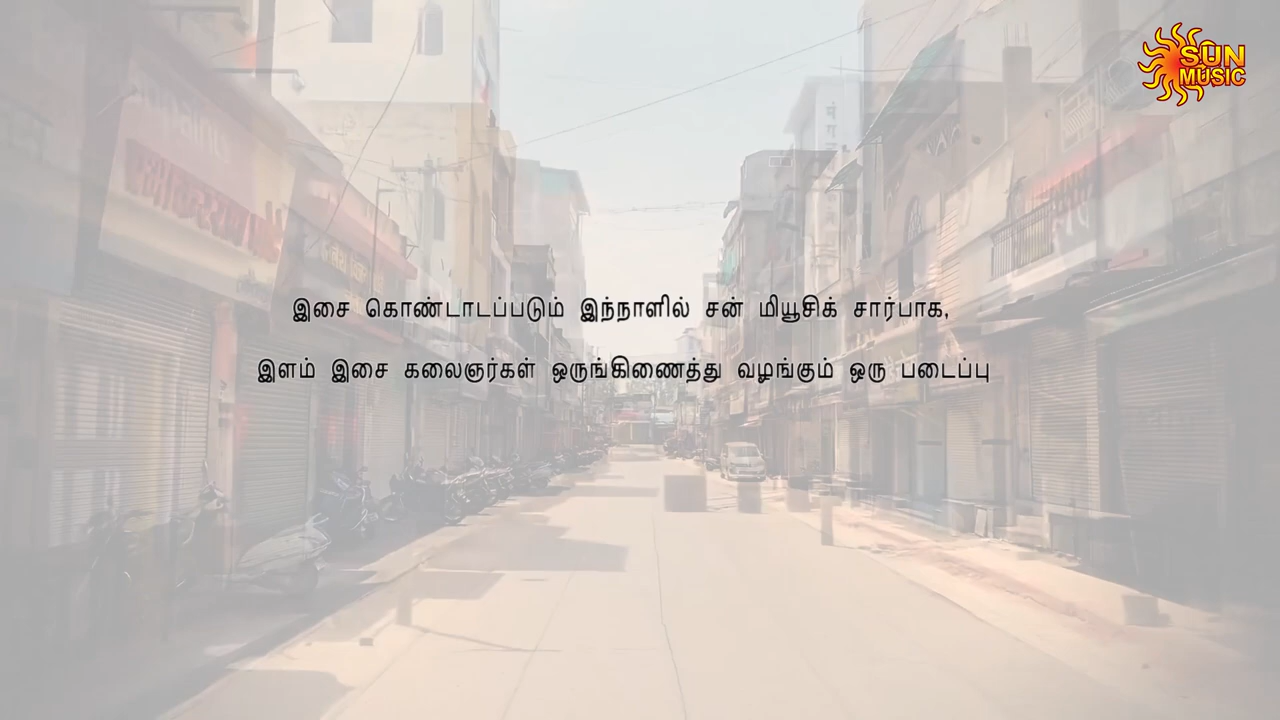 SUN
MUSIC
இசை கொண்டாடப்படும் இந்நாளில் சன் மியூசிக் சார்பாக,
இளம் இசை கலைஞர்கள் ஒருங்கிணைத்து வழங்கும் ஒரு படைப்பு